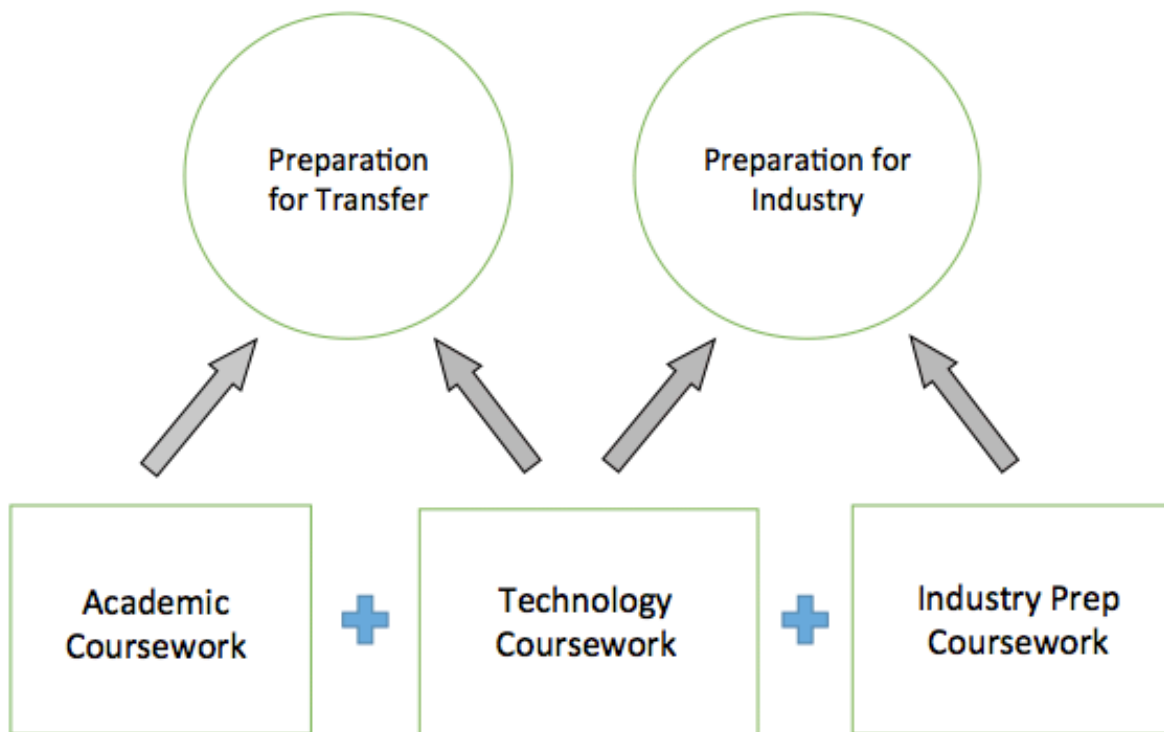 Preparation
for Transfer
Preparation for
Industry
Academic
Coursework
Technology
Coursework
Industry Prep
Coursework